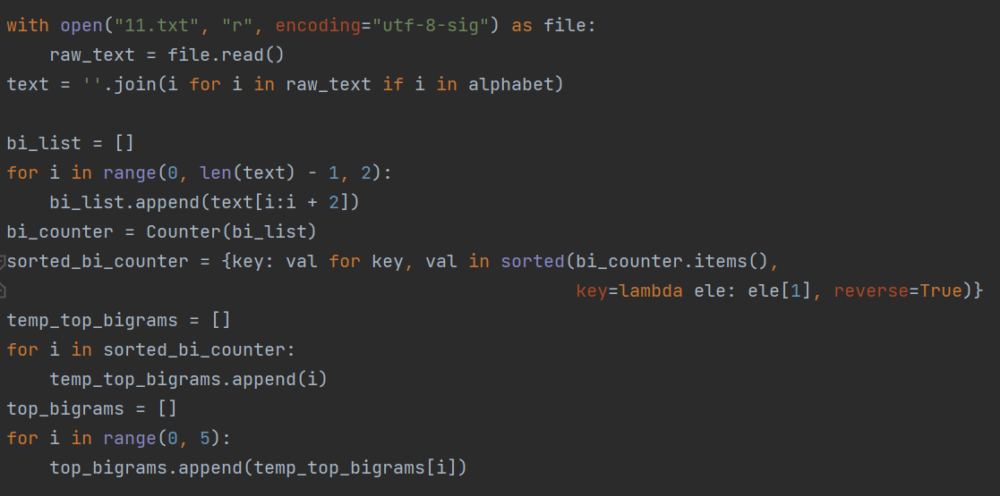 with open("11.txt", "r", encoding="utf-8-sig") as file:
    raw_text = file.read()
text = ''.join(i for i in raw_text if i in alphabet)

bi_list = []
for i in range(0, len(text) - 1, 2):
    bi_list.append(text[i:i + 2])
bi_counter = Counter(bi_list)
sorted_bi_counter = {key: val for key, val in sorted(bi_counter.items(),
                                                     key=lambda ele: ele[1], reverse=True)}
temp_top_bigrams = []
for i in sorted_bi_counter:
    temp_top_bigrams.append(i)
top_bigrams = []
for i in range(0, 5):
    top_bigrams.append(temp_top_bigrams[i])